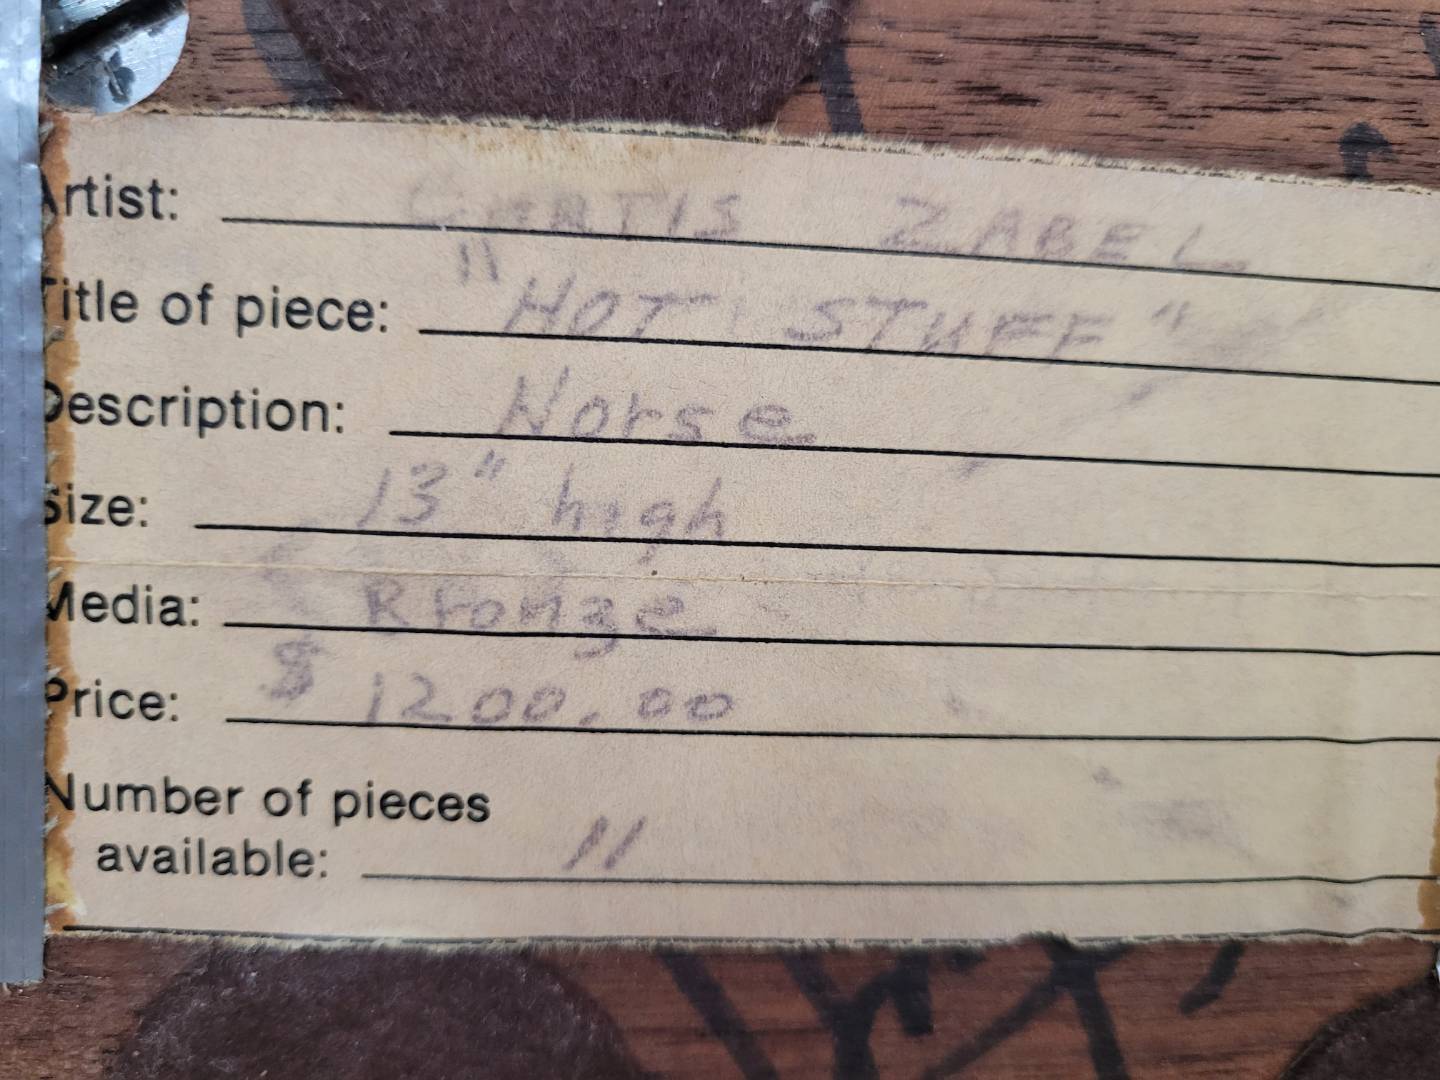 Artist: CURTIS ZABEL
Title of piece: "HOT STUFF"
Description: Horse
Size: 13" high
Media: Bronze
Price: $ 1200.00
Number of pieces
available: 11